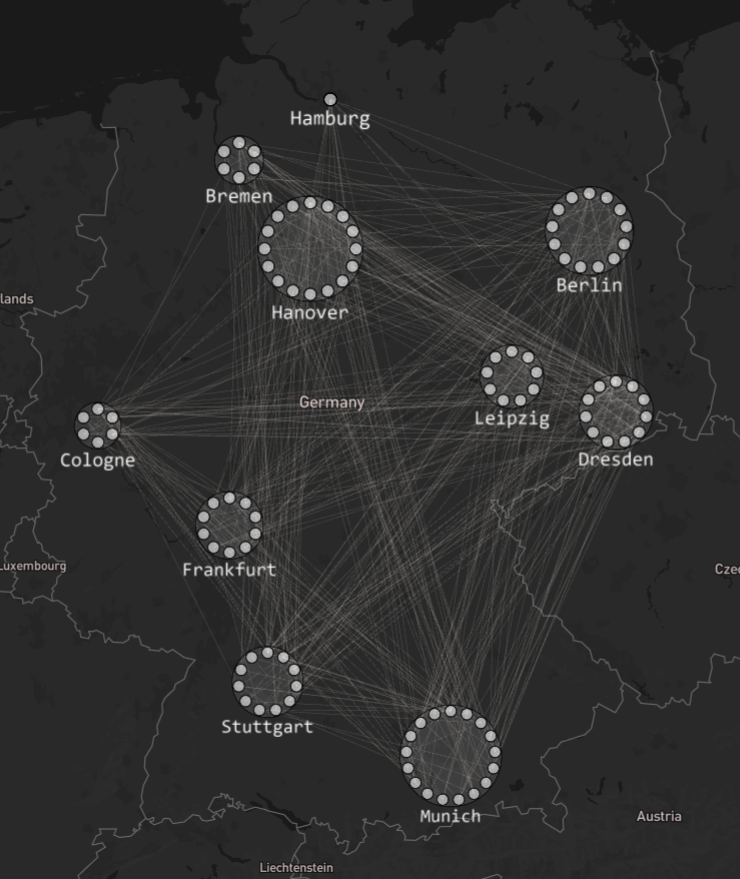 Hamburg
Bremen
Berlin
lands
Hanover
Germany
Leipzig
Cologne
Dresden
Luxembourg
Frankfurt
Czec
Stuttgart
Munich
Austria
Liechtenstein